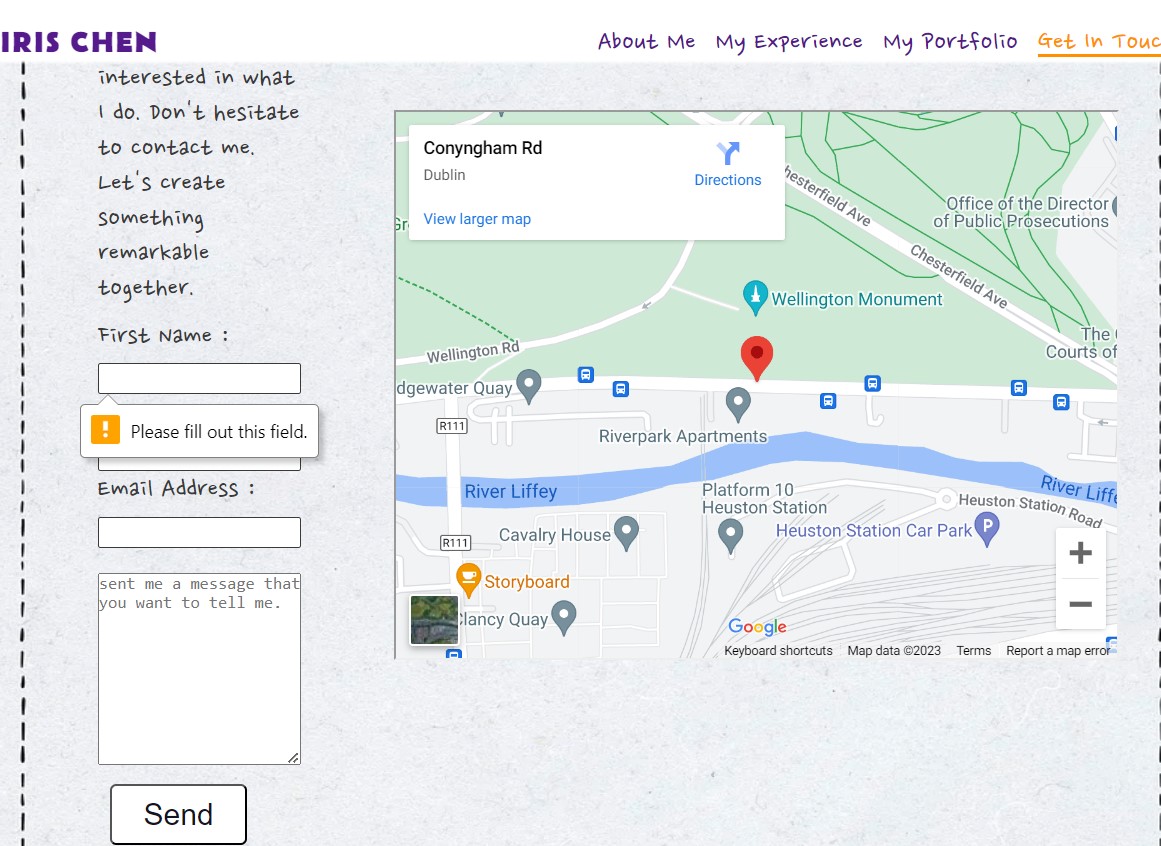 IRIS CHEN
About Me My Experience My Portfolio Get In Touc
interested in what
I do. Don't hesitate
to contact me.
Let's create
something
remarkable
together.
First Name :
Please fill out this field.
Email Address :
sent me a message that
you want to tell me.
Send
Conyngham Rd
Dublin
Directions
View larger map
Chesterfield Ave
Office of the Director
of Public Prosecutions
Chesterfield Ave
Wellington Monument
The
Courts of
Wellington Rd
dgewater Quay
R111
Riverpark Apartments
River Liffey
River Liffe
Platform 10
Heuston Station
Heuston Station Road
Cavalry House
Heuston Station Car Park
P
R111
+
Storyboard
−
Clancy Quay
Google
Keyboard shortcuts Map data ©2023 Terms Report a map error